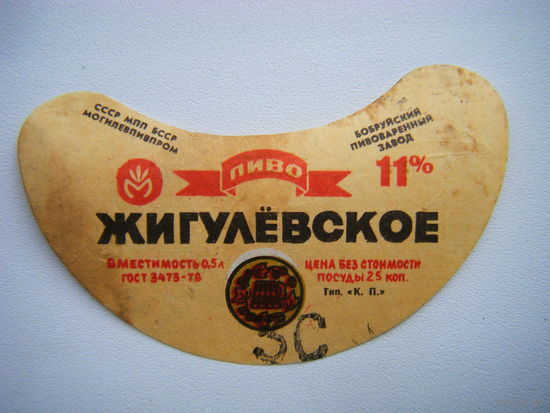 СССР МПП БССР
МОГИЛЕВПИВПРОМ
БОБРУЙСКИЙ
ПИВОВАРЕННЫЙ
ЗАВОД
ПИВО
11%
ЖИГУЛЁВСКОЕ
ВМЕСТИМОСТЬ 0,5 л
ГОСТ 3473-78
ЦЕНА БЕЗ СТОИМОСТИ
ПОСУДЫ 25 КОП.
Тип. «К. П.»
ЗС